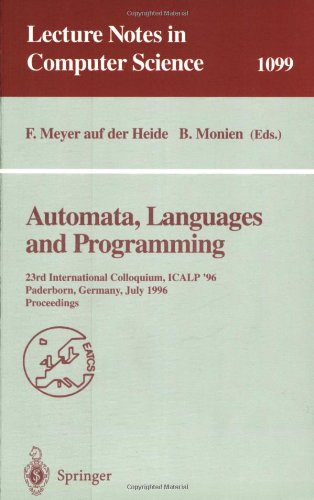 Lecture Notes in
Computer Science 1099
F. Meyer auf der Heide B. Monien (Eds.)
Automata, Languages
and Programming
23rd International Colloquium, ICALP '96
Paderborn, Germany, July 1996
Proceedings
EATCS
Springer